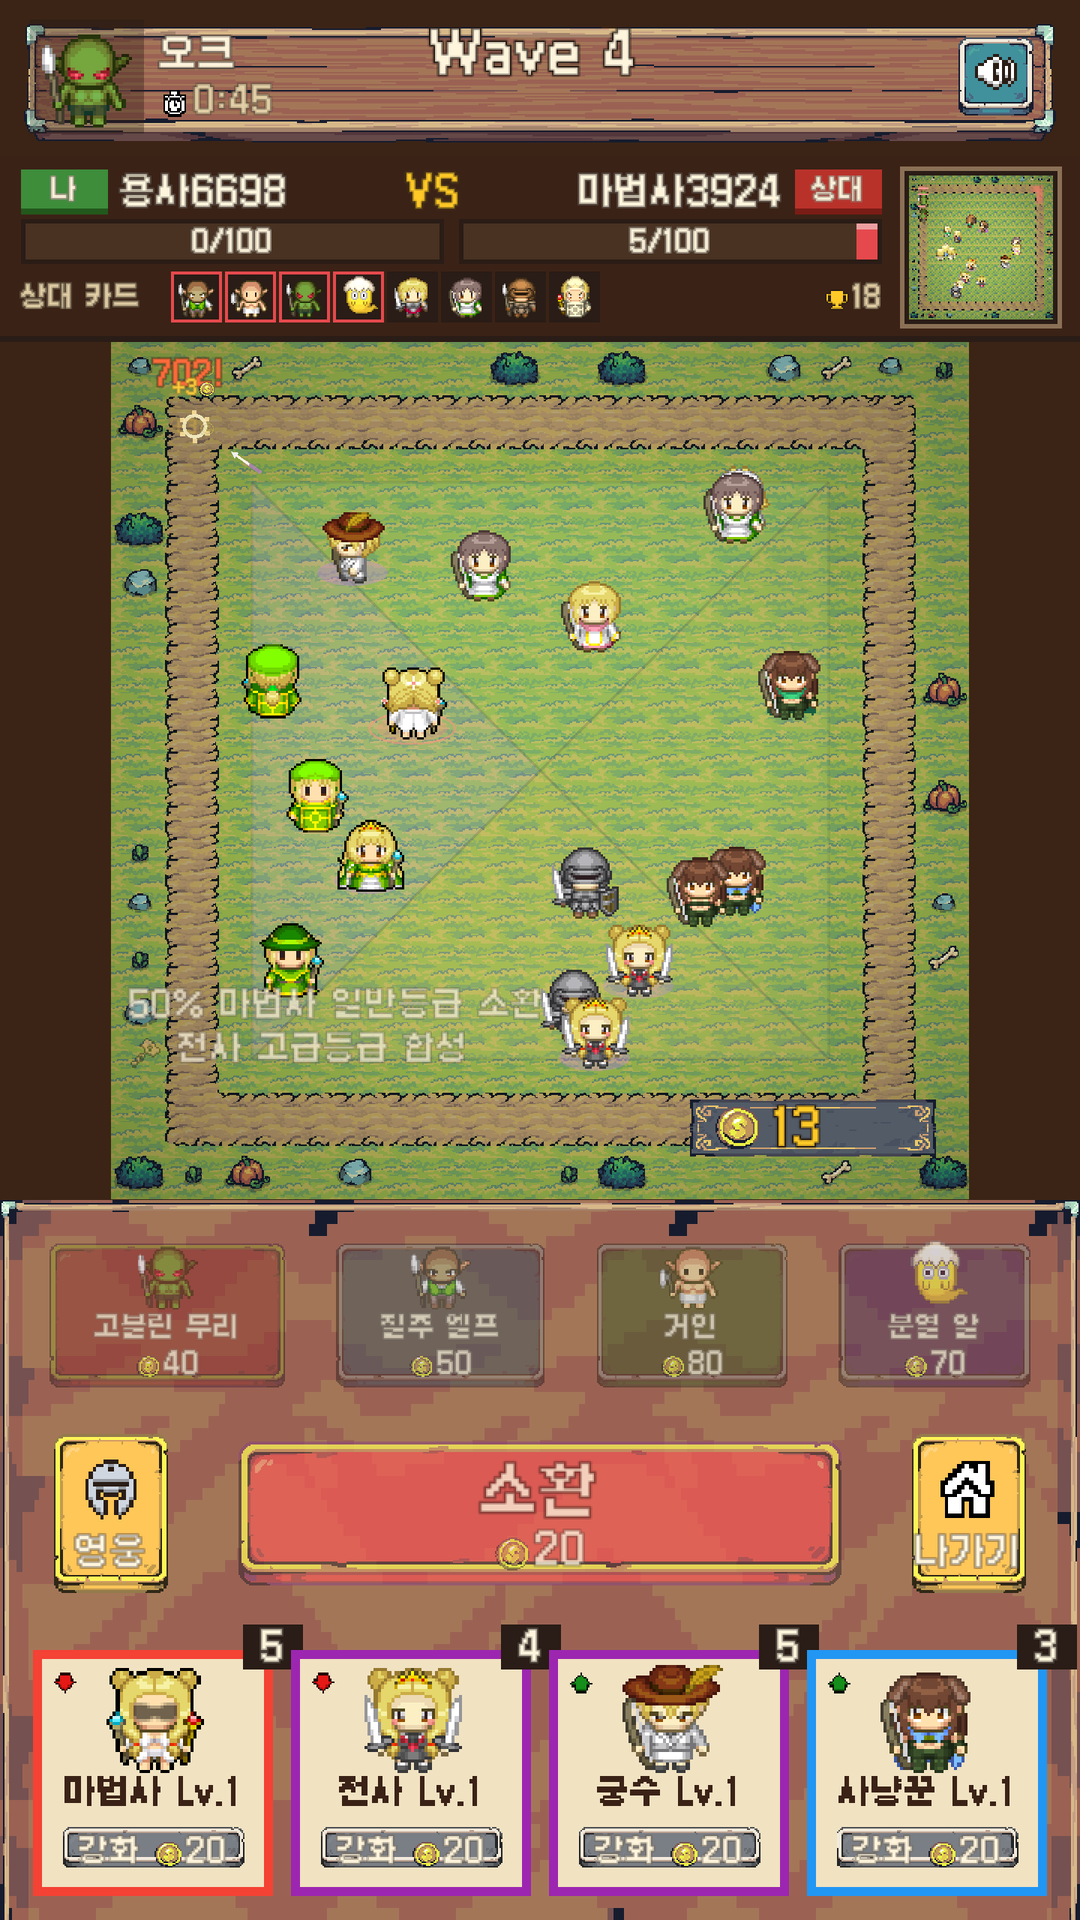 오크
Wave 4
0:45
나 용사6698 VS 마법사3924 상대
0/100 5/100
상대 카드 18
702!
+3
50% 마법사 일반등급 소환
전사 고급등급 합성
13
고블린 무리 질주 엘프 거인 분열 알
40 50 80 70
영웅 소환 나가기
20
5 4 5 3
마법사 Lv.1 전사 Lv.1 궁수 Lv.1 사냥꾼 Lv.1
강화 20 강화 20 강화 20 강화 20